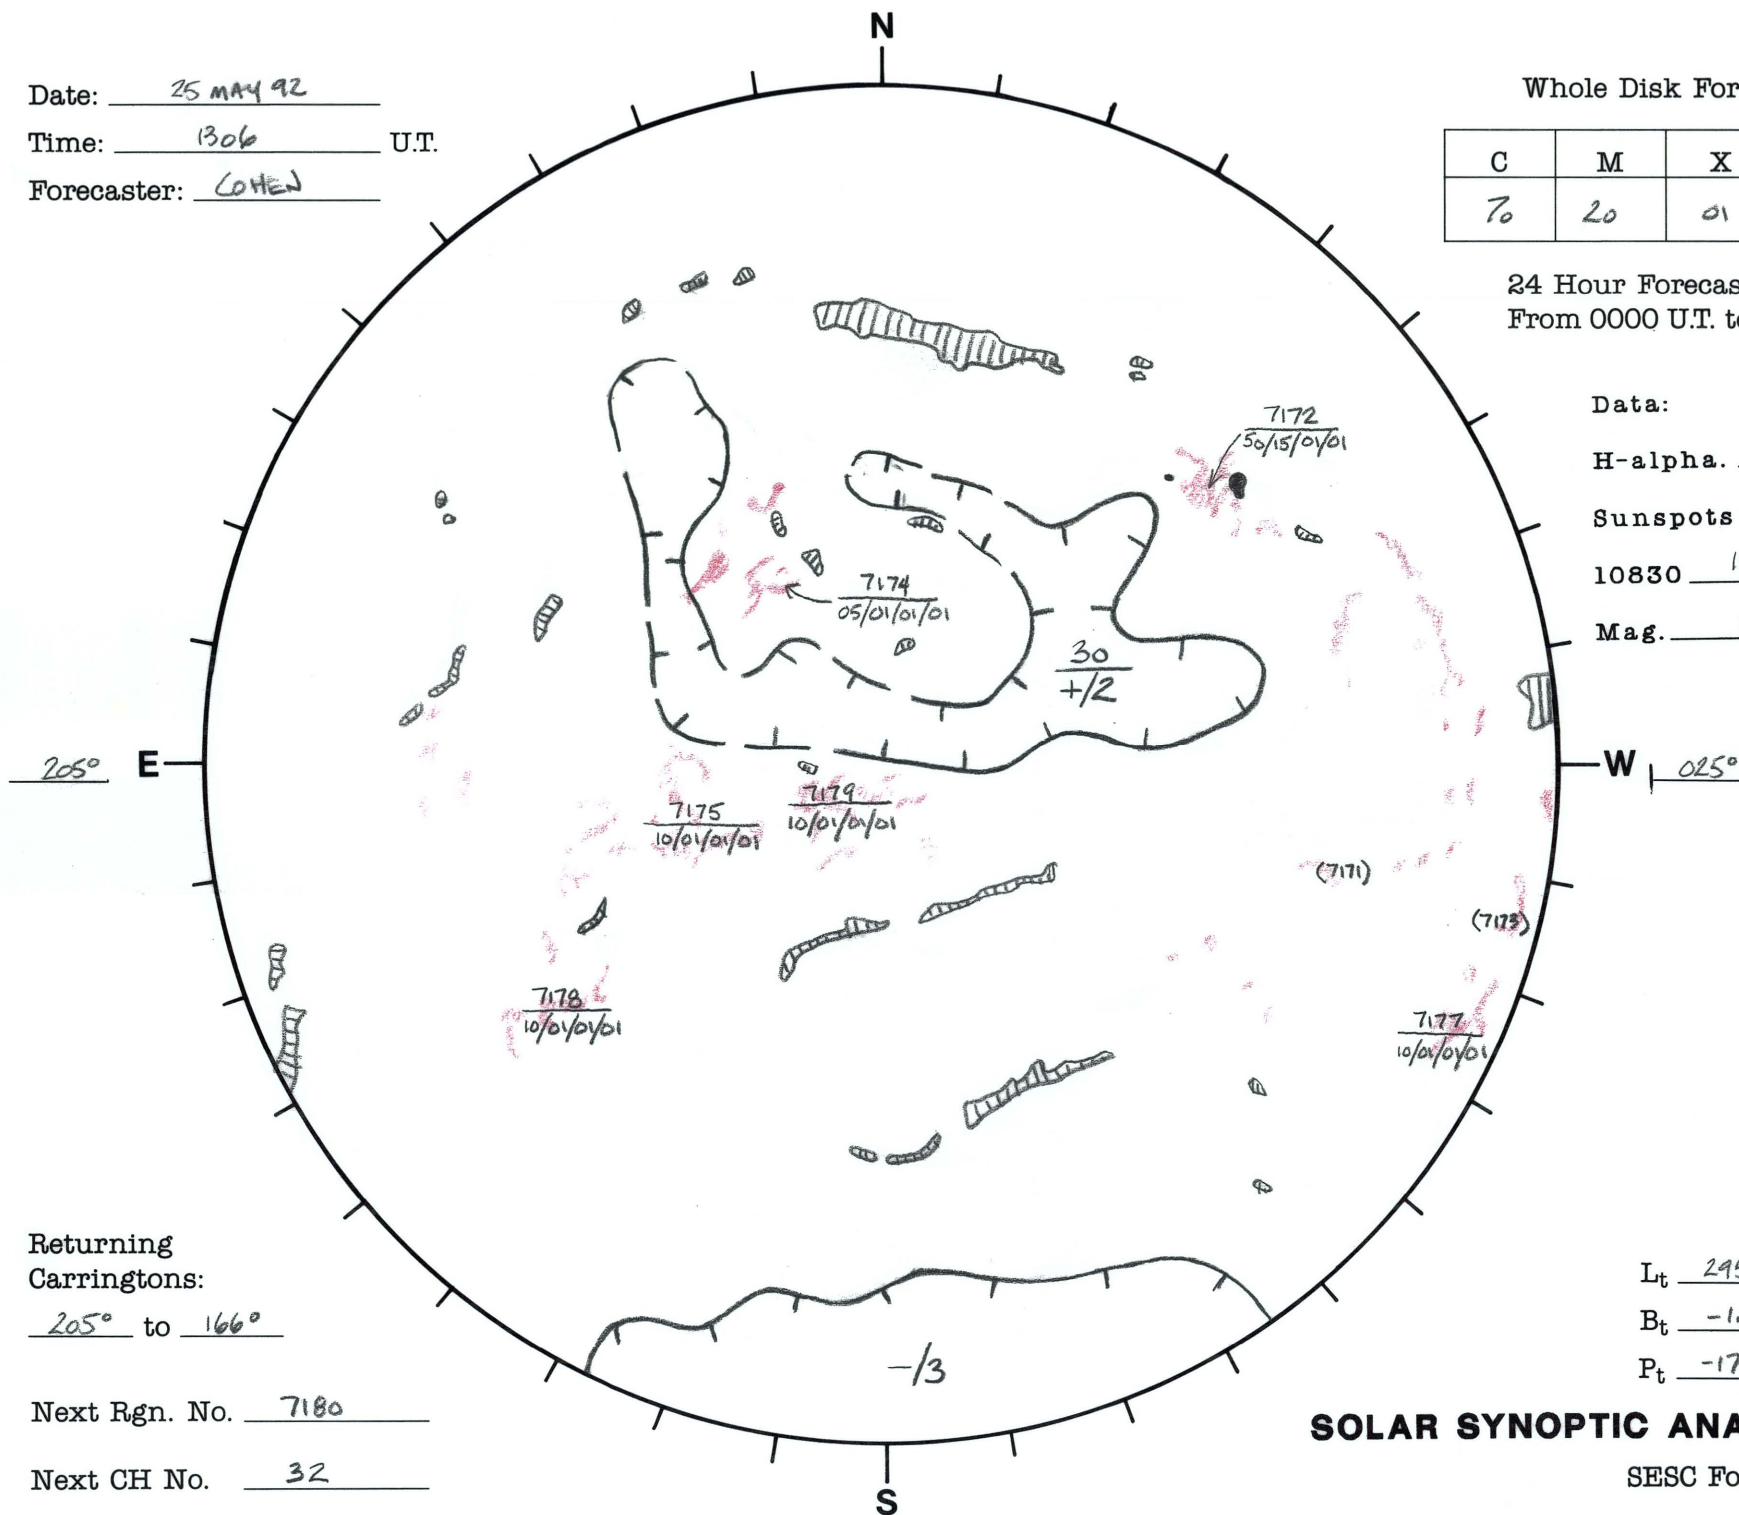 N
Date: 25 MAY 92
Time: 1306 U.T.
Forecaster: COHEN
Whole Disk For
C M X
70 20 01
24 Hour Forecas
From 0000 U.T. t
Data:
H-alpha.
Sunspots
10830
Mag.
7172
50/15/01/01
7174
05/01/01/01
30
+/2
205° E
W 025°
7175
10/01/01/01
7179
10/01/01/01
(7171)
(7173)
7178
10/01/01/01
7177
10/01/01/01
-/3
Returning
Carringtons:
205° to 166°
Next Rgn. No. 7180
Next CH No. 32
Lt 295
Bt -1
Pt -17
SOLAR SYNOPTIC ANA
SESC Fo
S